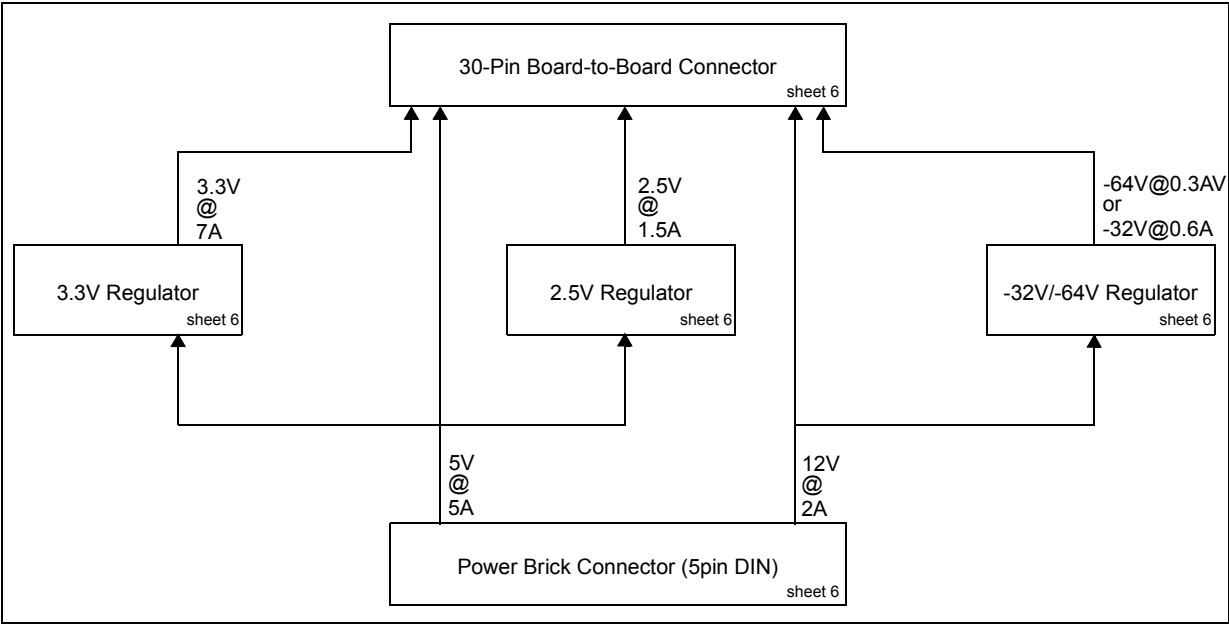 30-Pin Board-to-Board Connector
sheet 6
3.3V
@
7A
2.5V
@
1.5A
-64V@0.3AV
or
-32V@0.6A
3.3V Regulator
sheet 6
2.5V Regulator
sheet 6
-32V/-64V Regulator
sheet 6
5V
@
5A
12V
@
2A
Power Brick Connector (5pin DIN)
sheet 6